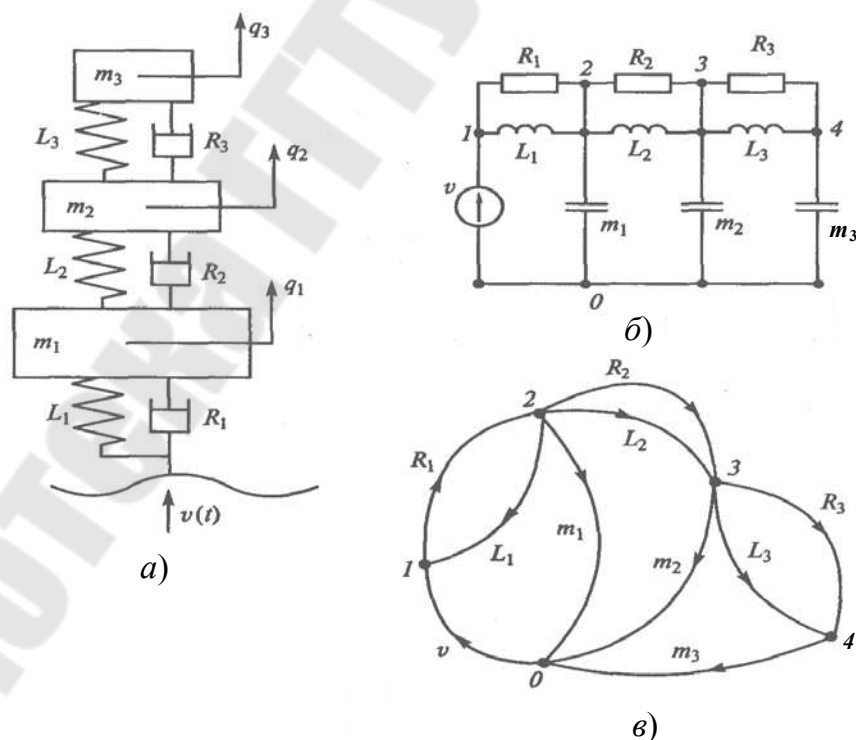 q₃
m₃
L₃
R₃
q₂
m₂
L₂
R₂
q₁
m₁
L₁
R₁
v(t)
а)
R₁ 2 R₂ 3 R₃
1 L₁ L₂ L₃ 4
v
m₁ m₂ m₃
0
б)
R₂
2
L₂
3
R₁
R₃
m₁
L₁
m₂
L₃
1
v
m₃
4
0
в)